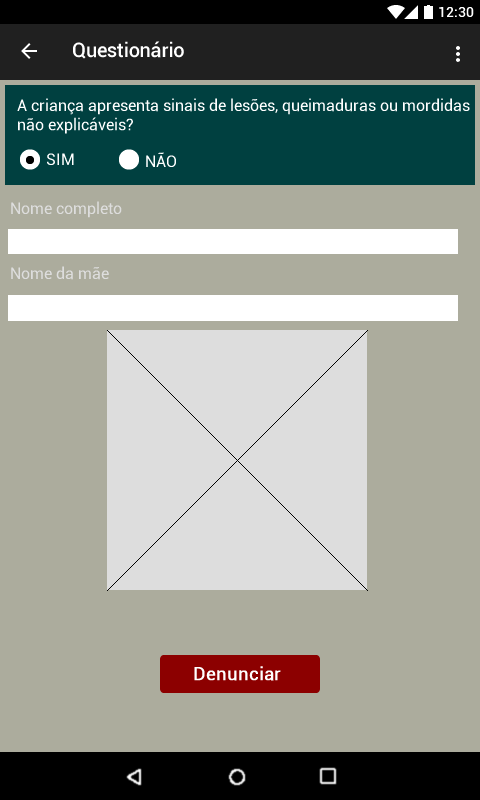 12:30
Questionário
A criança apresenta sinais de lesões, queimaduras ou mordidas
não explicáveis?
SIM
NÃO
Nome completo
Nome da mãe
Denunciar